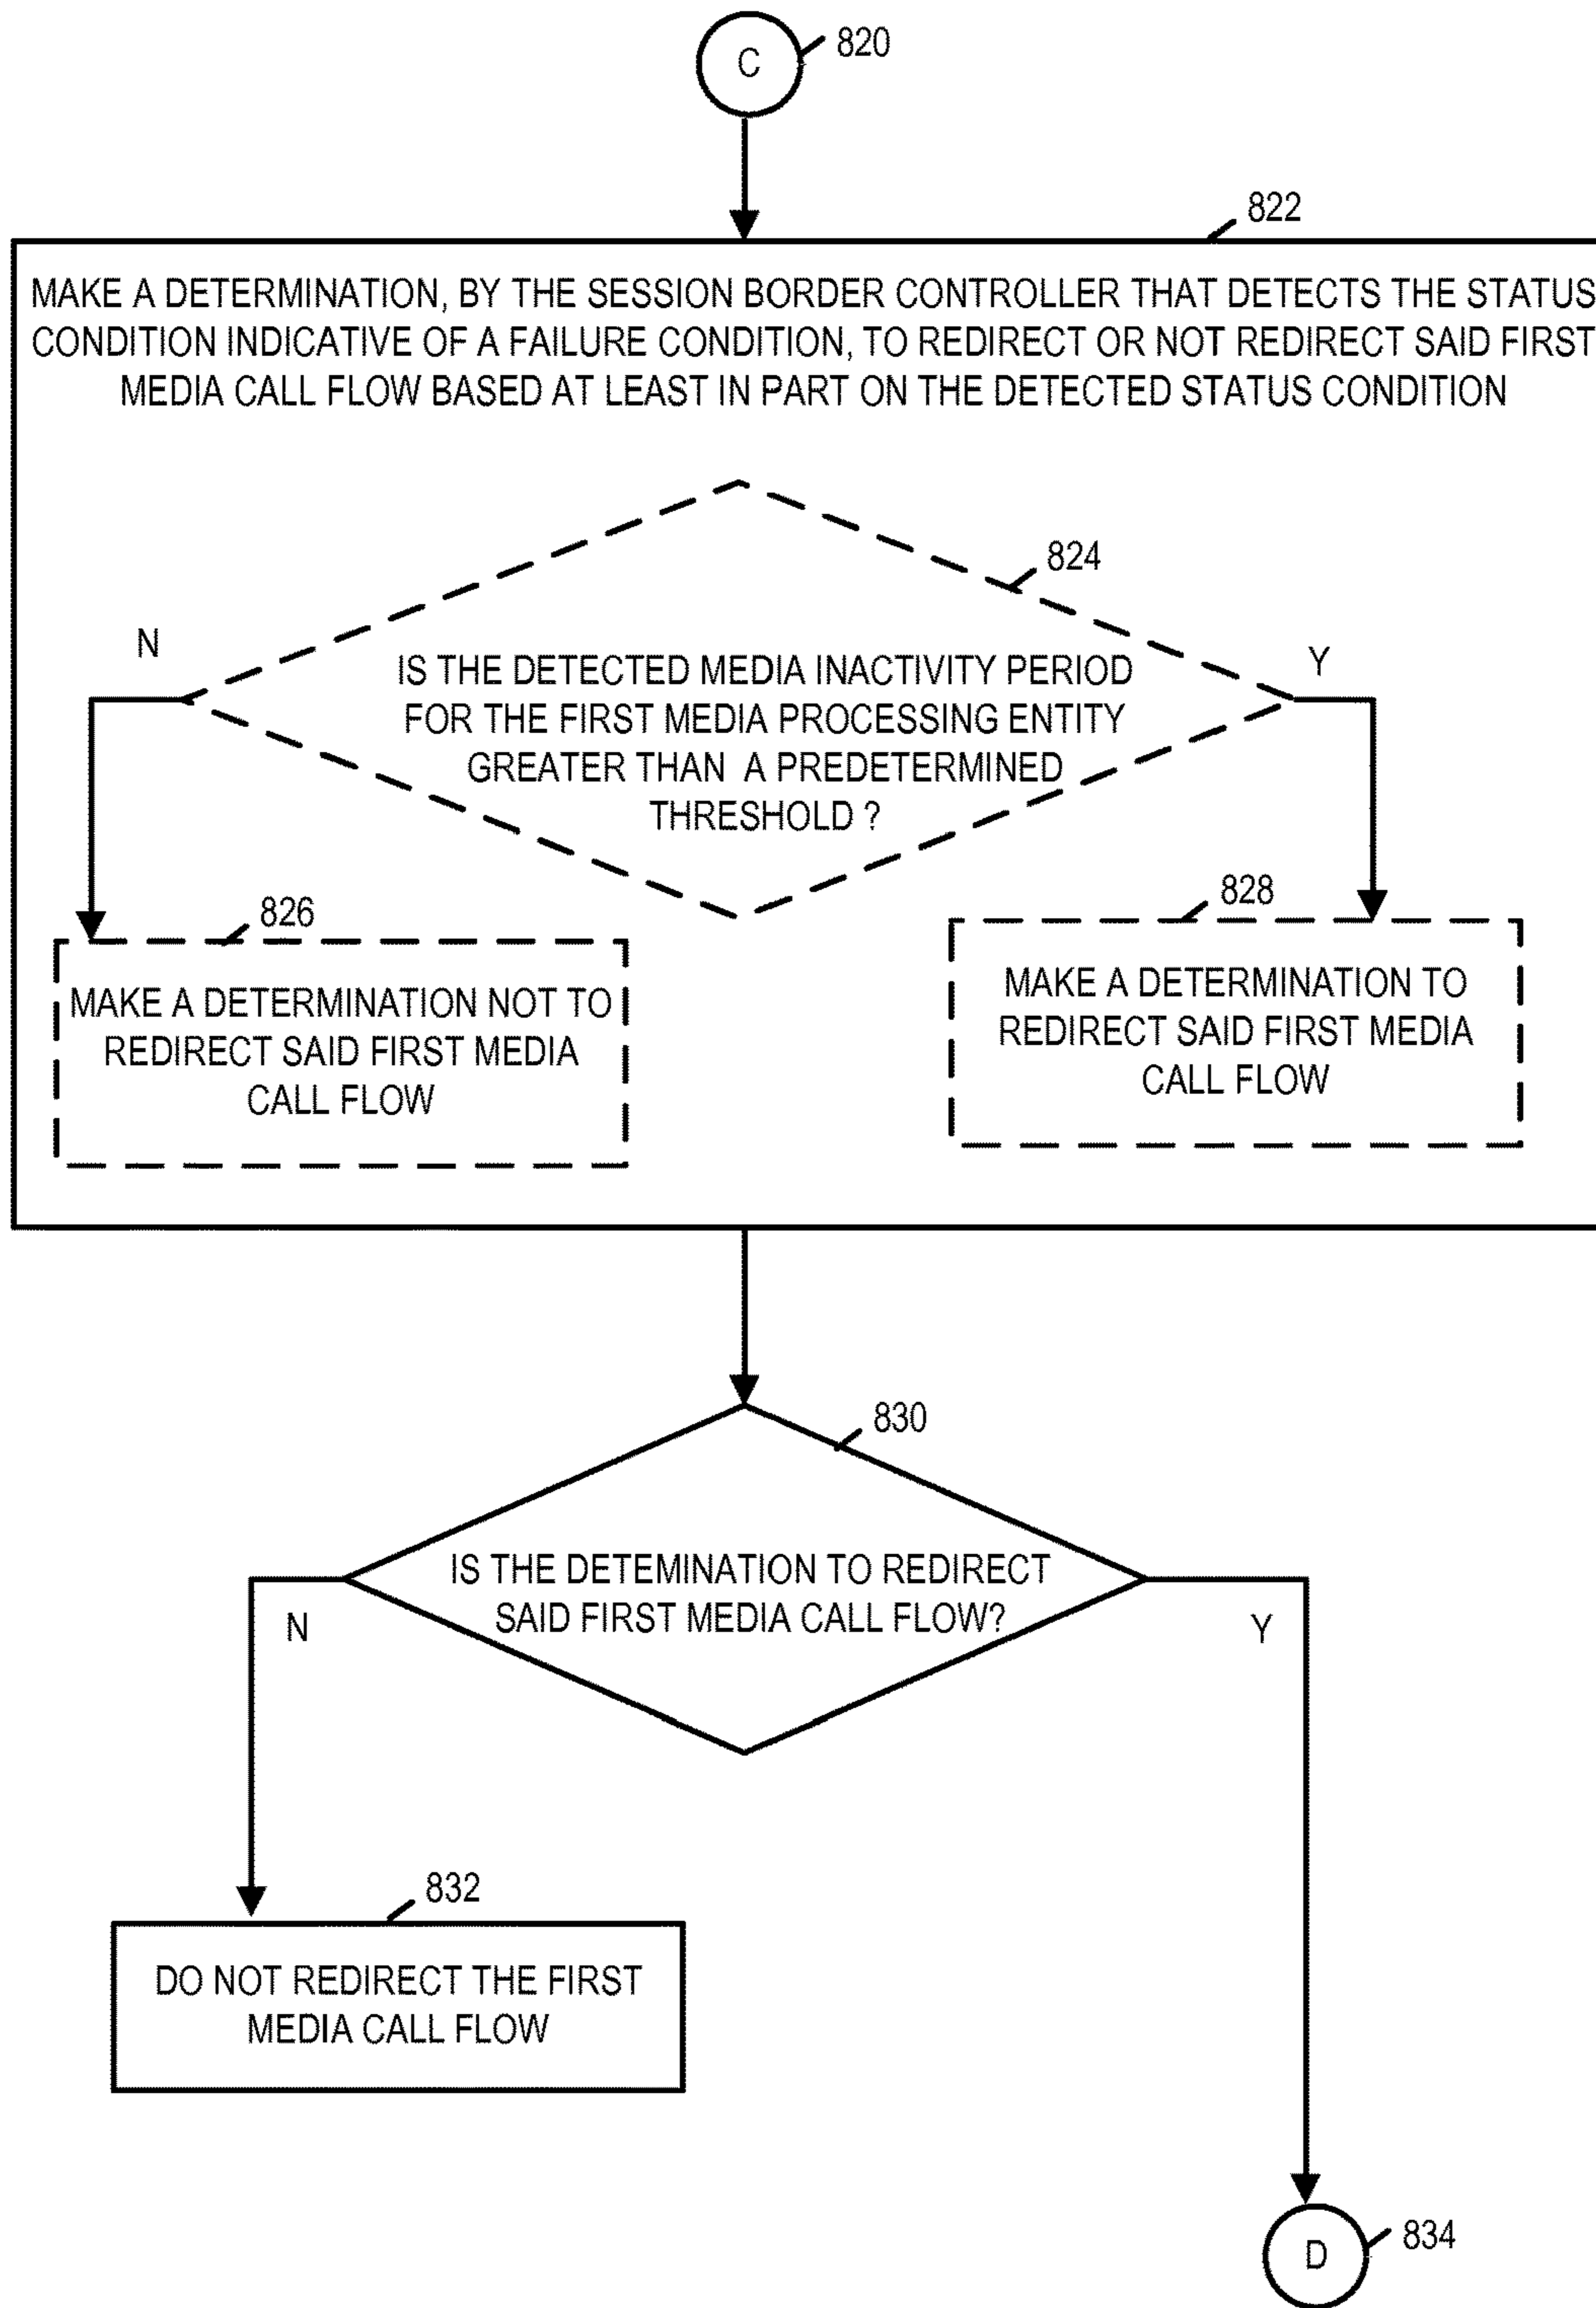 C
820
822
MAKE A DETERMINATION, BY THE SESSION BORDER CONTROLLER THAT DETECTS THE STATUS
CONDITION INDICATIVE OF A FAILURE CONDITION, TO REDIRECT OR NOT REDIRECT SAID FIRST
MEDIA CALL FLOW BASED AT LEAST IN PART ON THE DETECTED STATUS CONDITION
824
N
Y
IS THE DETECTED MEDIA INACTIVITY PERIOD
FOR THE FIRST MEDIA PROCESSING ENTITY
GREATER THAN A PREDETERMINED
THRESHOLD ?
826
MAKE A DETERMINATION NOT TO
REDIRECT SAID FIRST MEDIA
CALL FLOW
828
MAKE A DETERMINATION TO
REDIRECT SAID FIRST MEDIA
CALL FLOW
830
IS THE DETEMINATION TO REDIRECT
SAID FIRST MEDIA CALL FLOW?
N
Y
832
DO NOT REDIRECT THE FIRST
MEDIA CALL FLOW
D
834